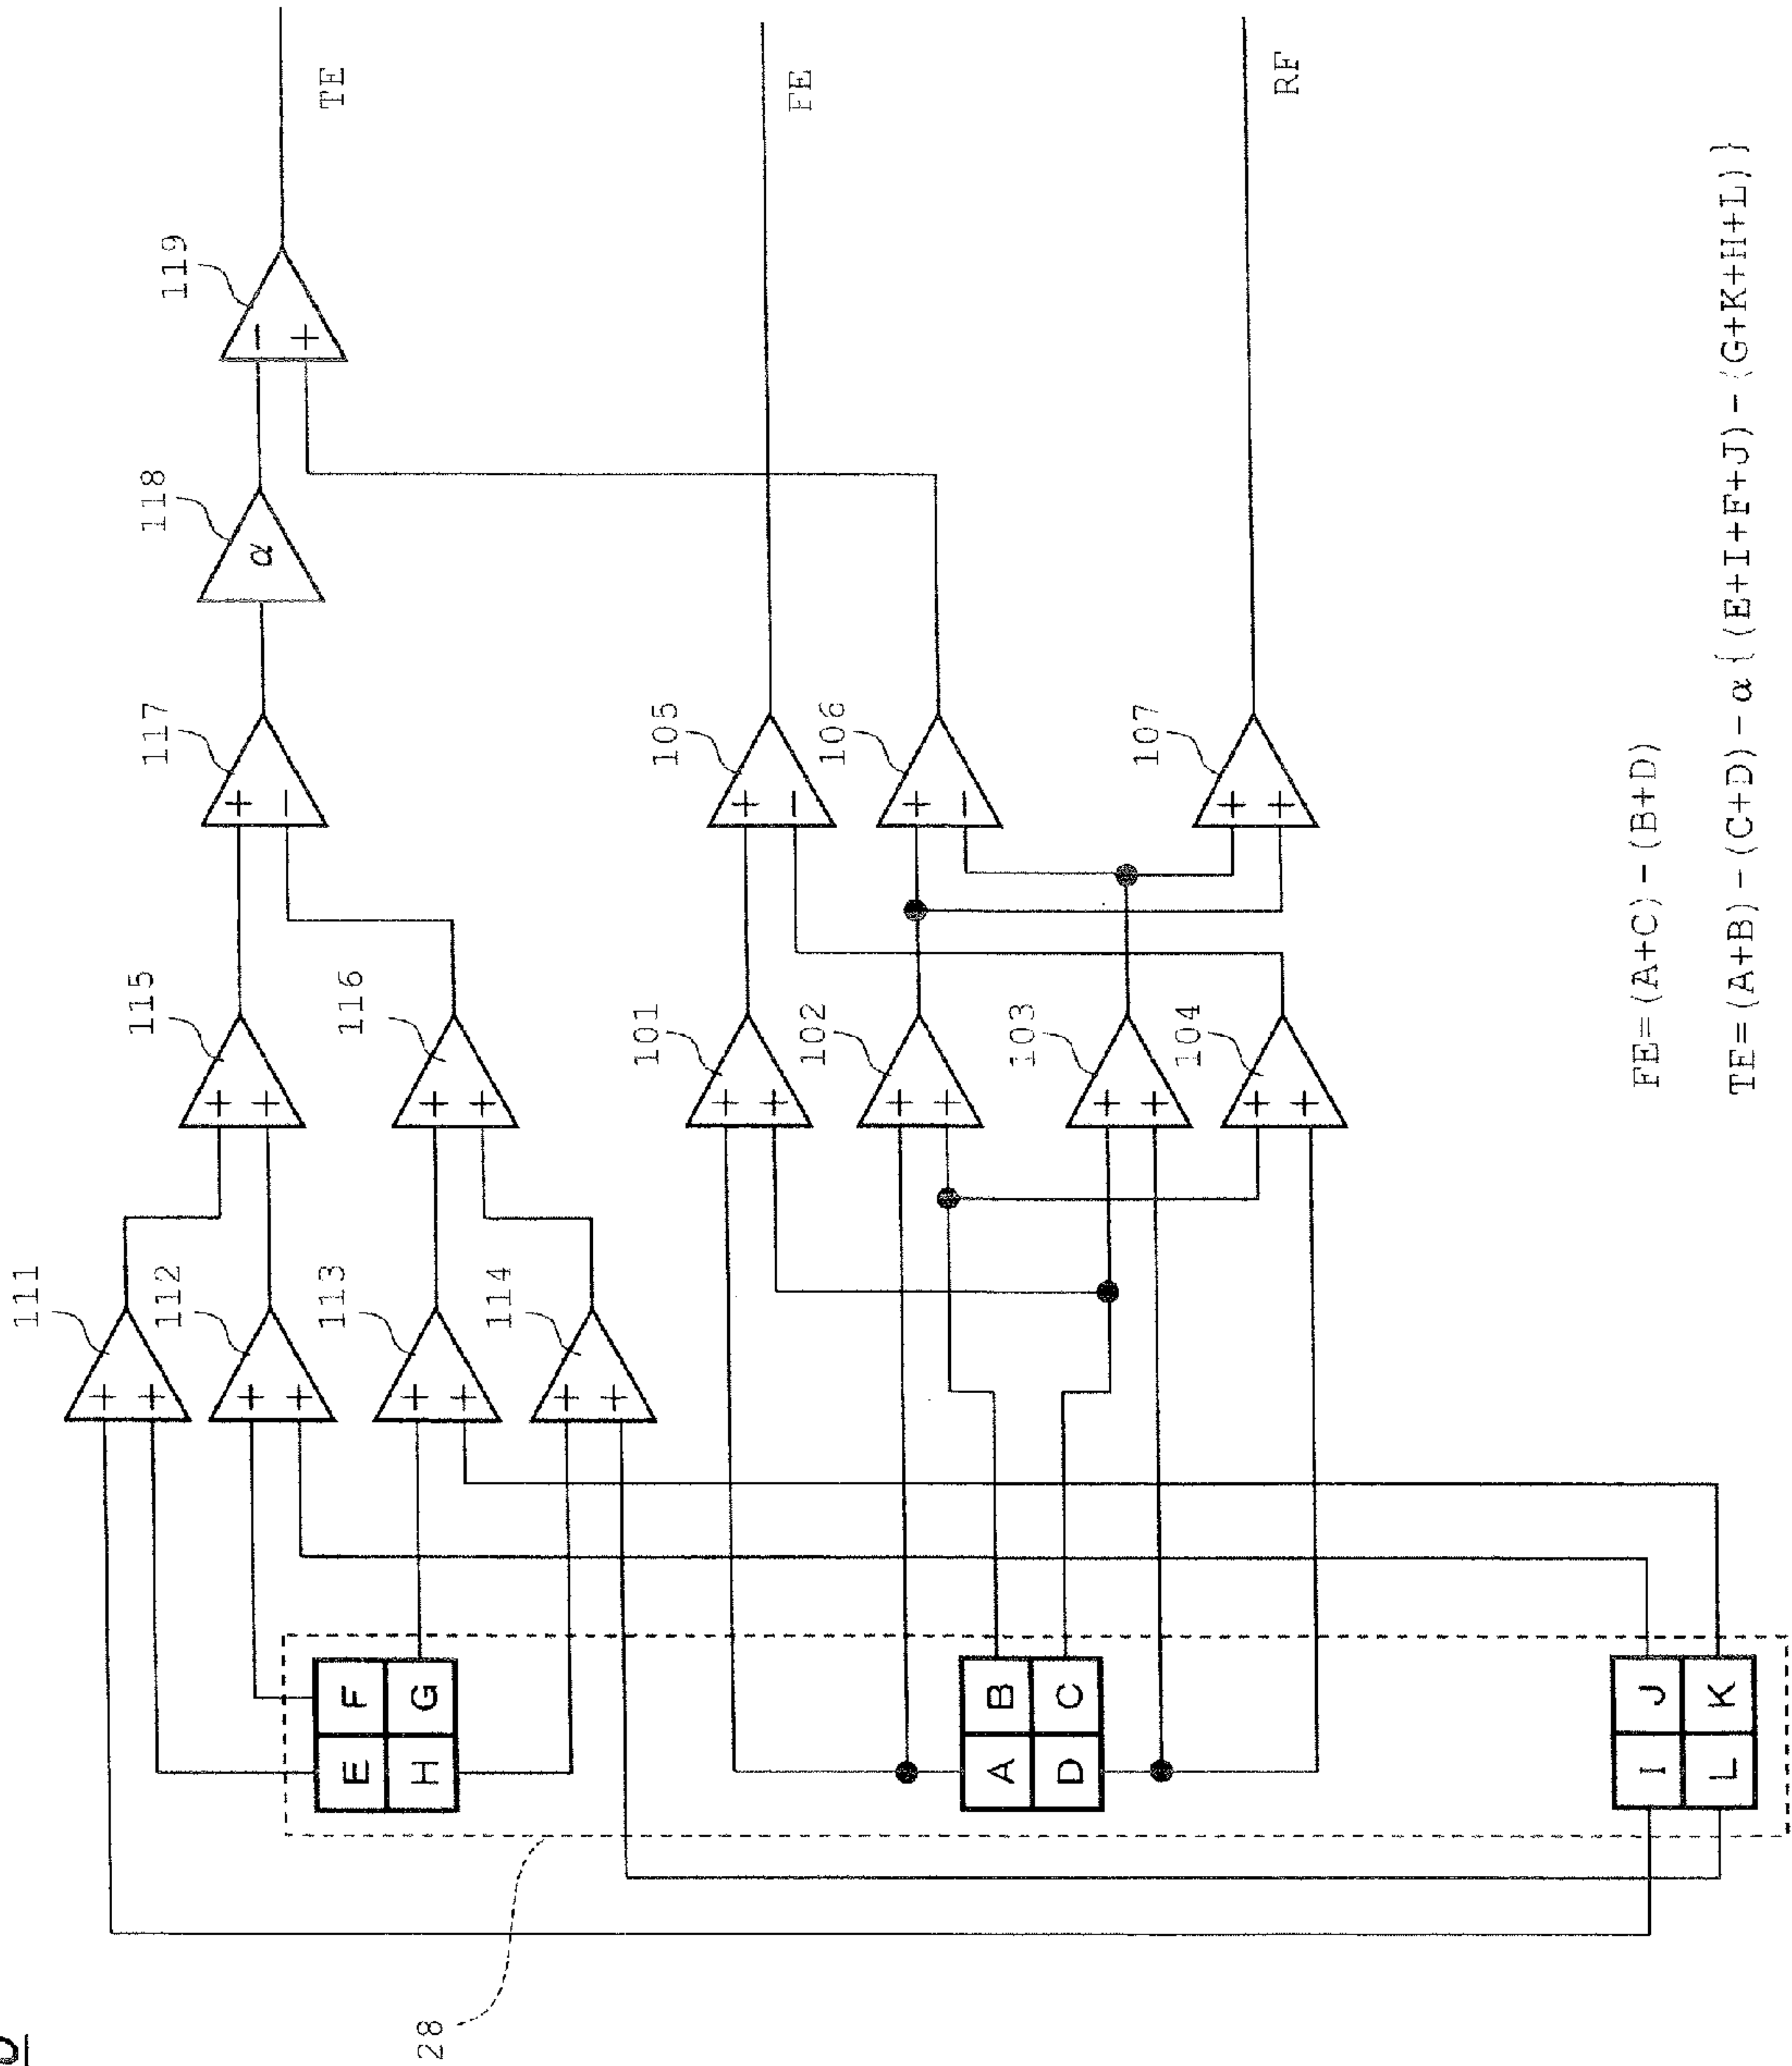 TE
FE
RF
119
118
α
117
105
106
107
115
116
101
102
103
104
111
112
113
114
+
-
E F
H G
A B
D C
I J
L K
28
FE=(A+C)-(B+D)
TE=(A+B)-(C+D)-α{(E+I+F+J)-(G+K+H+L)}